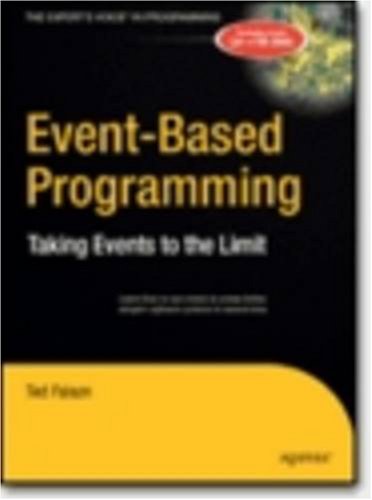 THE EXPERT'S VOICE IN PROGRAMMING
Event-Based
Programming
Taking Events to the Limit
Ted Faison
Apress